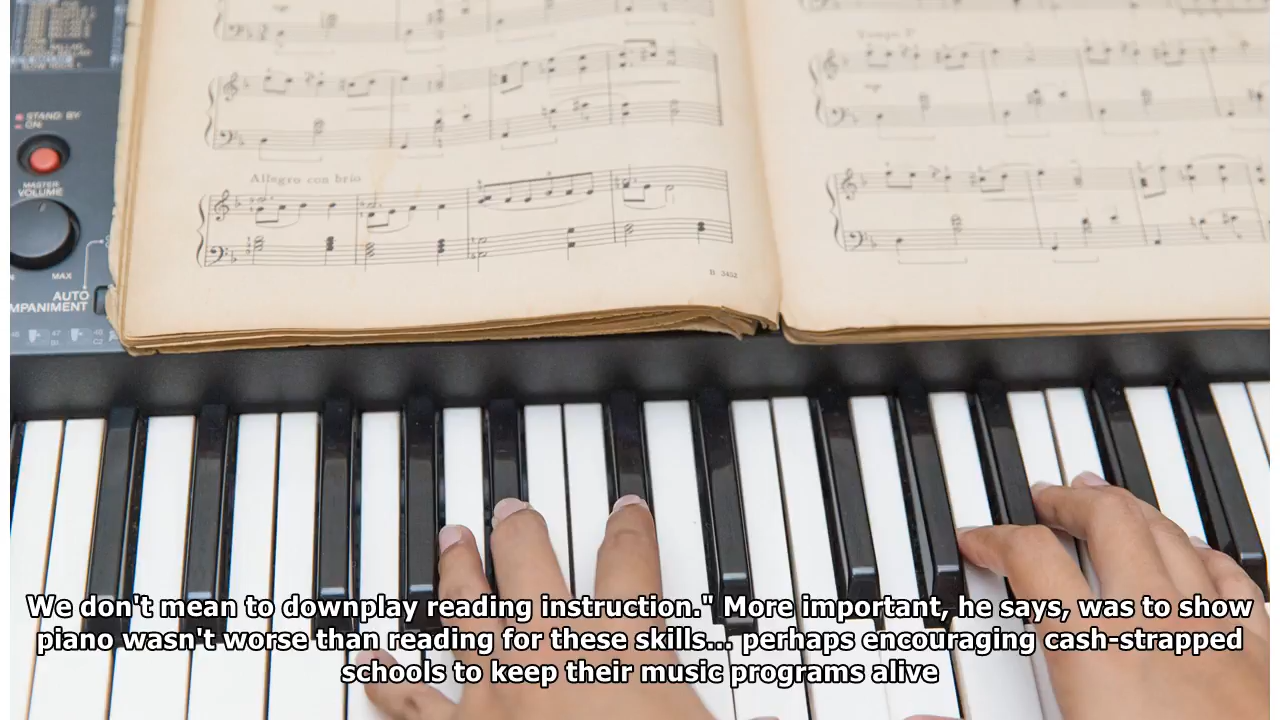 STAND BY
ON
MASTER
VOLUME
MAX
AUTO
MPANIMENT
Allegro con brio
Tempo I°
B 3452
We don't mean to downplay reading instruction." More important, he says, was to show
piano wasn't worse than reading for these skills... perhaps encouraging cash-strapped
schools to keep their music programs alive